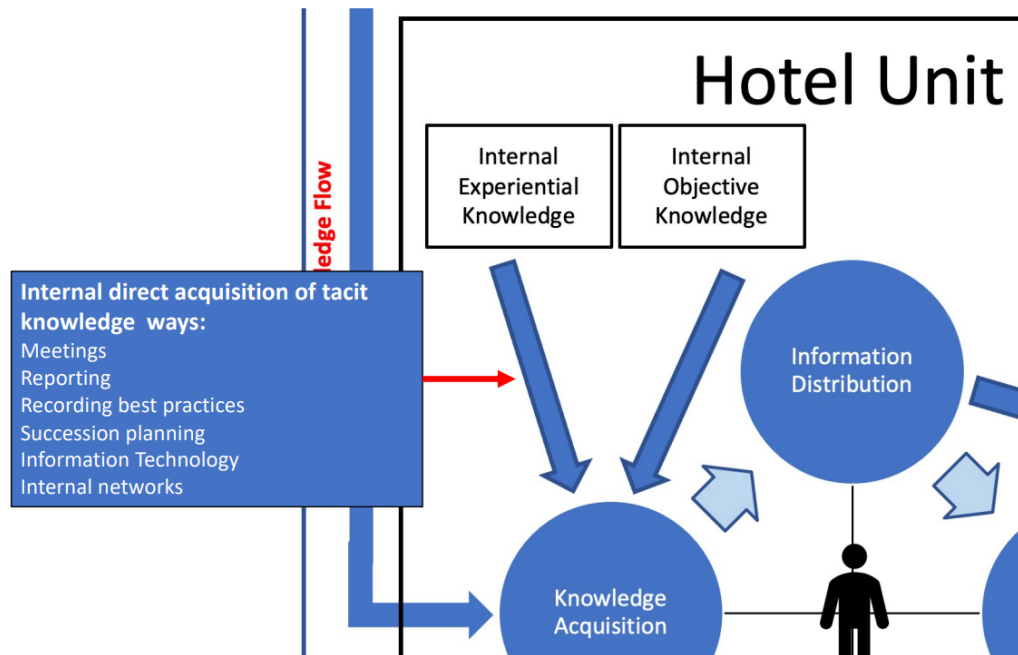 Hotel Unit
Internal
Experiential
Knowledge
Internal
Objective
Knowledge
Flow
Internal direct acquisition of tacit
knowledge ways:
Meetings
Reporting
Recording best practices
Succession planning
Information Technology
Internal networks
Information
Distribution
Knowledge
Acquisition